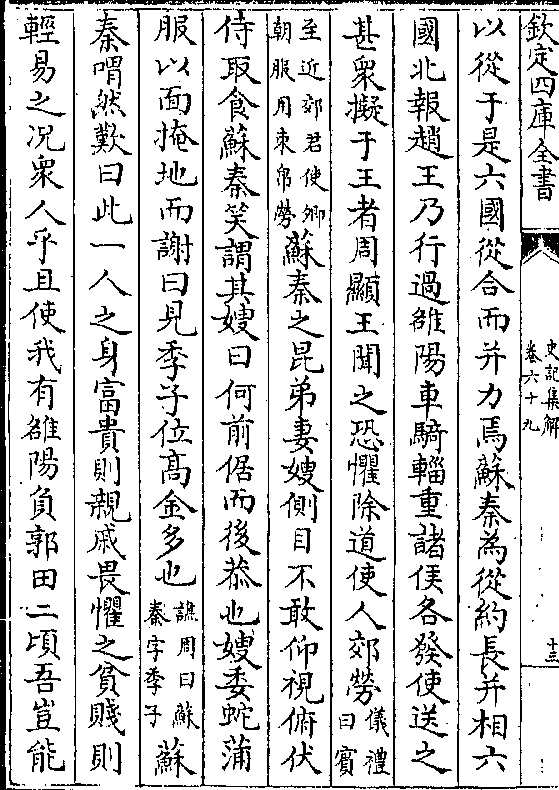 欽定四庫全書
史記集解
卷六十九
十三
以從于是六國從合而并力焉蘇秦為從約長并相六
國北報趙王乃行過雒陽車騎輜重諸侯各發使送之
甚衆擬于王者周顯王聞之恐懼除道使人郊勞儀禮曰賓
至近郊君使卿朝服用束帛勞蘇秦之昆弟妻嫂側目不敢仰視俯伏
侍取食蘇秦笑謂其嫂曰何前倨而後恭也嫂委蛇蒲
服以面掩地而謝曰見季子位髙金多也譙周曰蘇秦字季子蘇
秦喟然歎曰此一人之身富貴則親戚畏懼之貧賤則
輕易之况衆人乎且使我有雒陽負郭田二頃吾豈能